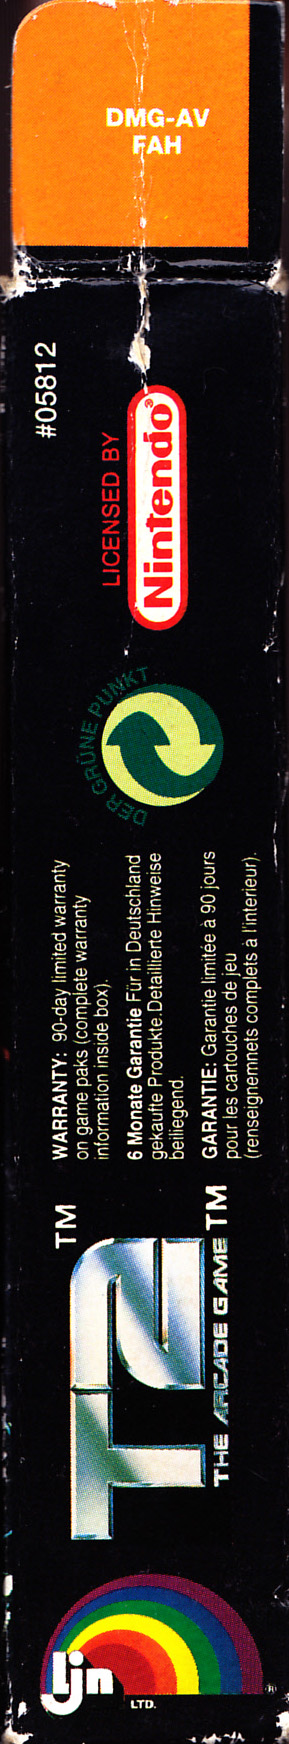 DMG-AV
FAH
#05812
LICENSED BY
Nintendo®
DER GRÜNE PUNKT
WARRANTY: 90-day limited warranty
on game paks (complete warranty
information inside box).
6 Monate Garantie Für in Deutschland
gekaufte Produkte.Detaillierte Hinweise
beiliegend.
GARANTIE: Garantie limitée à 90 jours
pour les cartouches de jeu
(renseignemnets complets à l'interieur).
T2 TM
THE ARCADE GAME TM
Ljn
LTD.
®